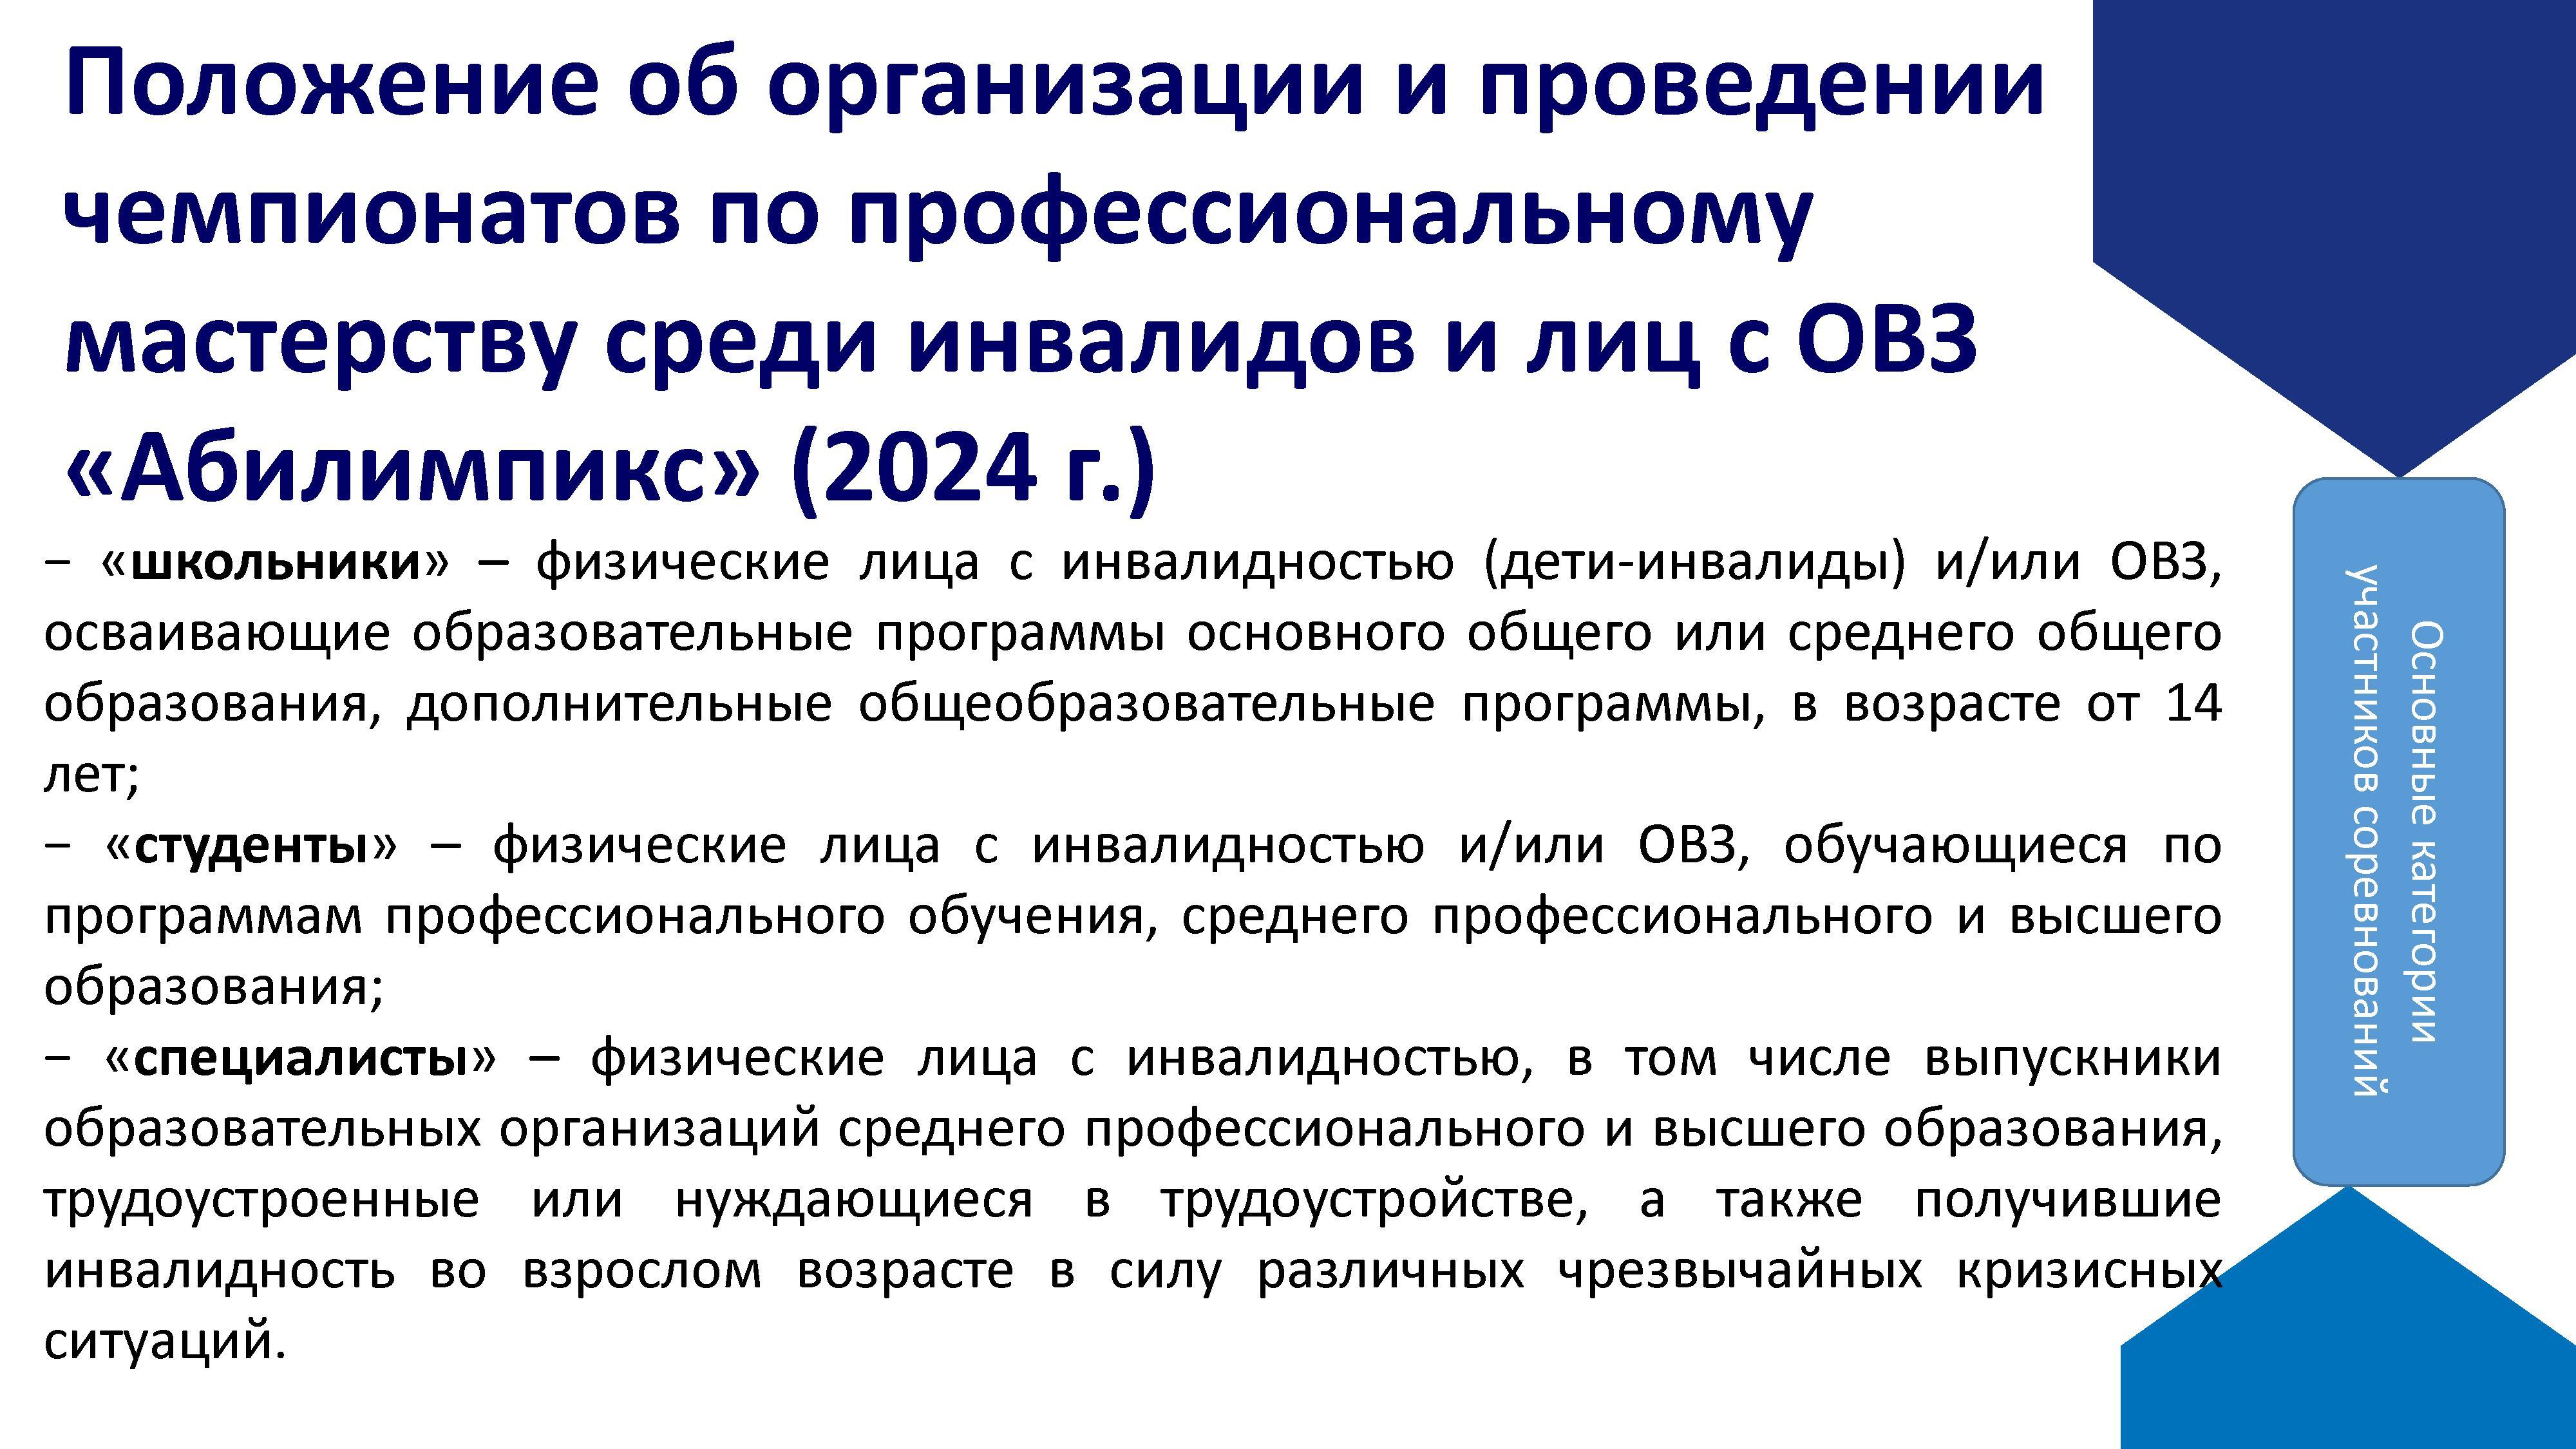 Положение об организации и проведении
чемпионатов по профессиональному
мастерству среди инвалидов и лиц с ОВЗ
«Абилимпикс» (2024 г.)
− «школьники» – физические лица с инвалидностью (дети-инвалиды) и/или ОВЗ,
осваивающие образовательные программы основного общего или среднего общего
образования, дополнительные общеобразовательные программы, в возрасте от 14
лет;
− «студенты» – физические лица с инвалидностью и/или ОВЗ, обучающиеся по
программам профессионального обучения, среднего профессионального и высшего
образования;
− «специалисты» – физические лица с инвалидностью, в том числе выпускники
образовательных организаций среднего профессионального и высшего образования,
трудоустроенные или нуждающиеся в трудоустройстве, а также получившие
инвалидность во взрослом возрасте в силу различных чрезвычайных кризисных
ситуаций.
Основные категории
участников соревнований